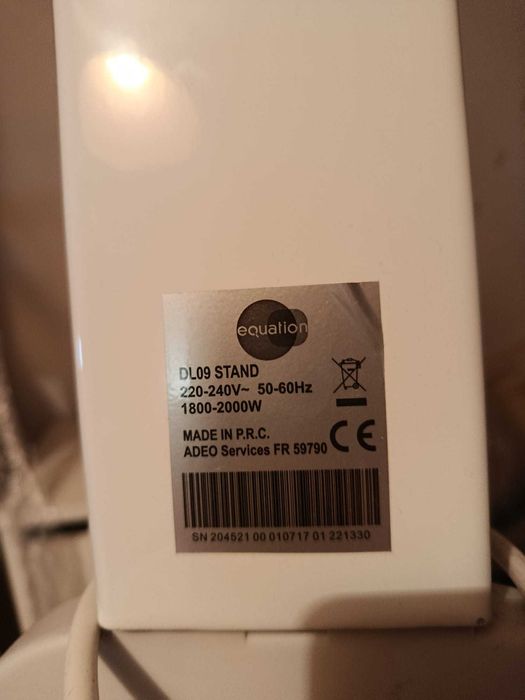 equation
DL09 STAND
220-240V~ 50-60Hz
1800-2000W
MADE IN P.R.C.
ADEO Services FR 59790
CE
SN 204521 00 010717 01 221330